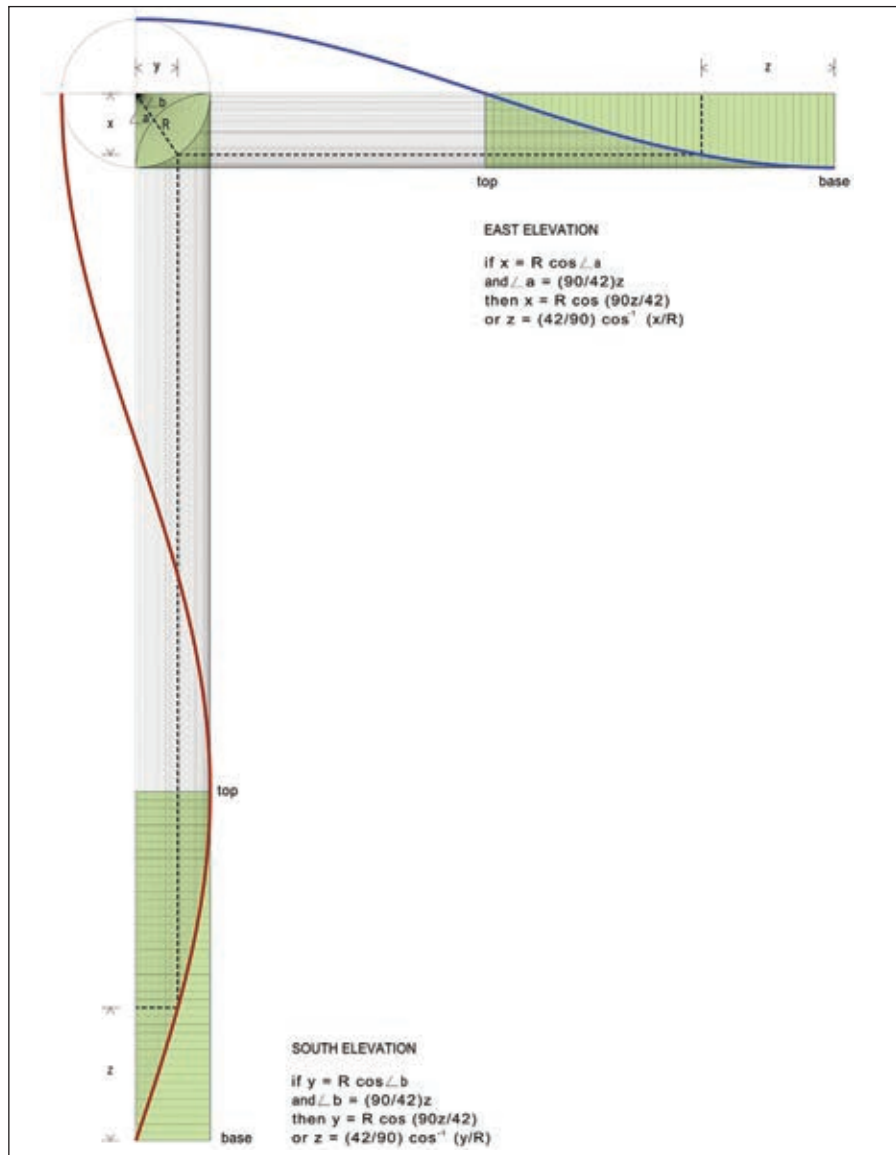 y
z
b
a
x
R
top
base
EAST ELEVATION
if x = R cos∠a
and∠a = (90/42)z
then x = R cos (90z/42)
or z = (42/90) cos⁻¹ (x/R)
top
SOUTH ELEVATION
z
if y = R cos∠b
and∠b = (90/42)z
then y = R cos (90z/42)
base
or z = (42/90) cos⁻¹ (y/R)